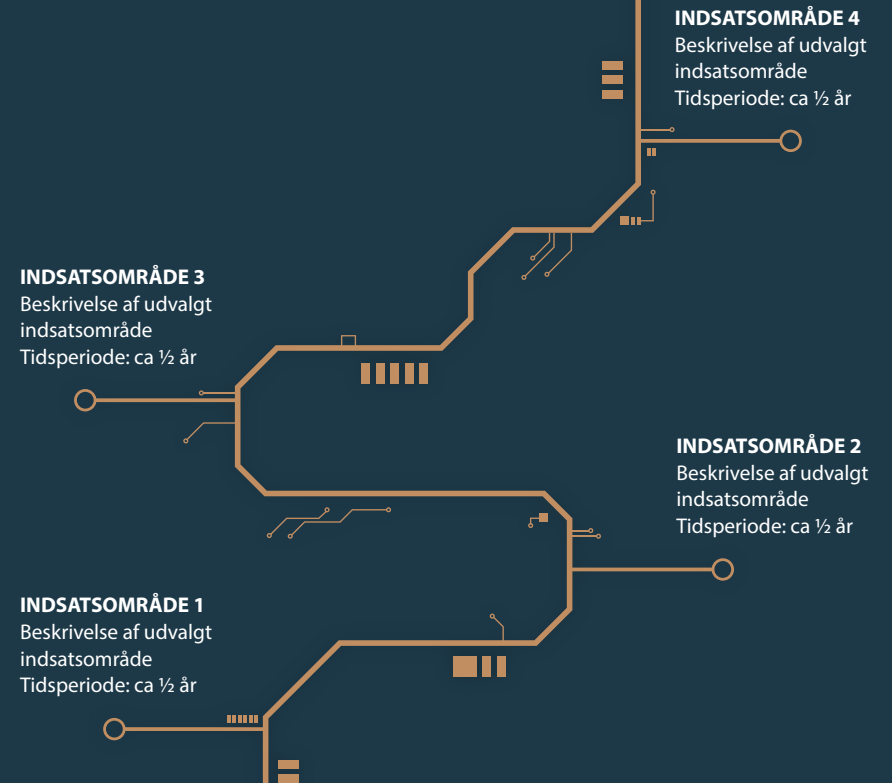 INDSATSOMRÅDE 4
Beskrivelse af udvalgt
indsatsområde
Tidsperiode: ca ½ år
INDSATSOMRÅDE 3
Beskrivelse af udvalgt
indsatsområde
Tidsperiode: ca ½ år
INDSATSOMRÅDE 2
Beskrivelse af udvalgt
indsatsområde
Tidsperiode: ca ½ år
INDSATSOMRÅDE 1
Beskrivelse af udvalgt
indsatsområde
Tidsperiode: ca ½ år